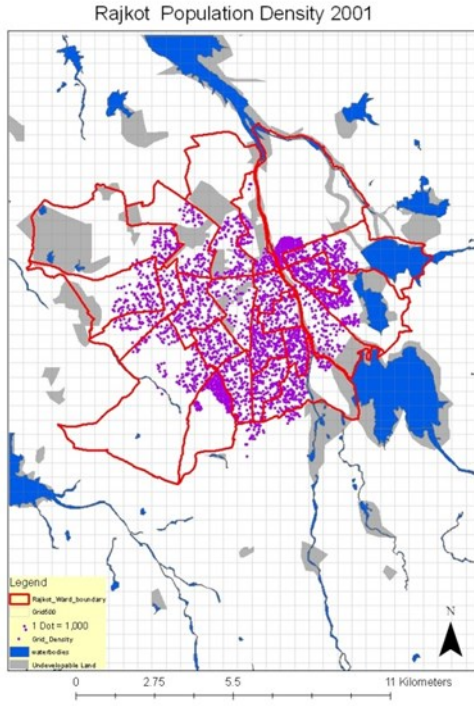 Rajkot Population Density 2001
N
Legend
Rajkot_Ward_boundary
Grid500
1 Dot = 1,000
Grid_Density
waterbodies
Undevelopable Land
0 2.75 5.5 11 Kilometers